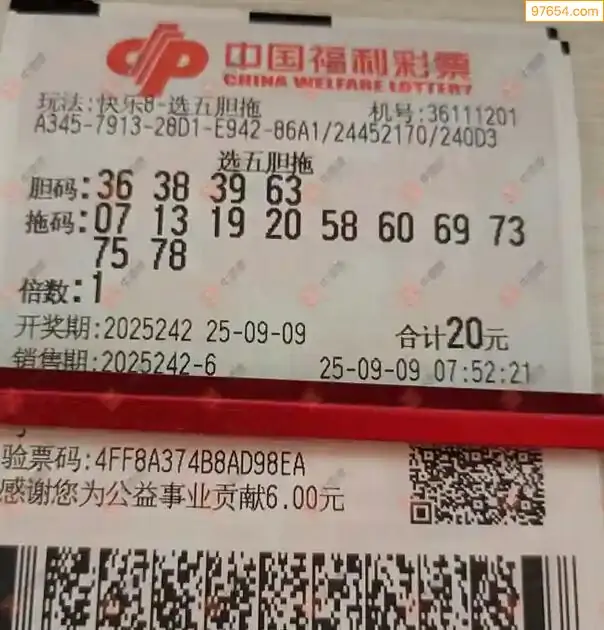 97654.com
中国福利彩票
CHINA WELFARE LOTTERY
玩法:快乐8-选五胆拖 机号:36111201
A345-7913-28D1-E942-86A1/24452170/240D3
选五胆拖
胆码:36 38 39 63
拖码:07 13 19 20 58 60 69 73
75 78
倍数:1
开奖期:2025242 25-09-09 合计20元
销售期:2025242-6 25-09-09 07:52:21
验票码:4FF8A374B8AD98EA
感谢您为公益事业贡献6.00元